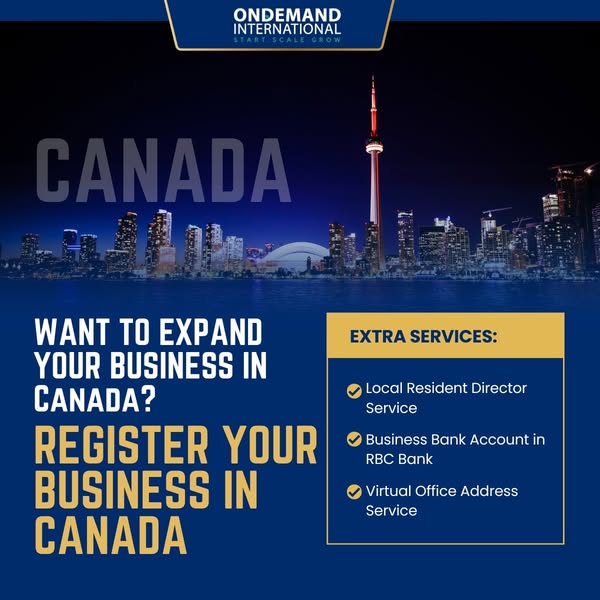 ONDEMAND
INTERNATIONAL
START SCALE GROW
CANADA
WANT TO EXPAND
YOUR BUSINESS IN
CANADA?
REGISTER YOUR
BUSINESS IN
CANADA
EXTRA SERVICES:
Local Resident Director
Service
Business Bank Account in
RBC Bank
Virtual Office Address
Service